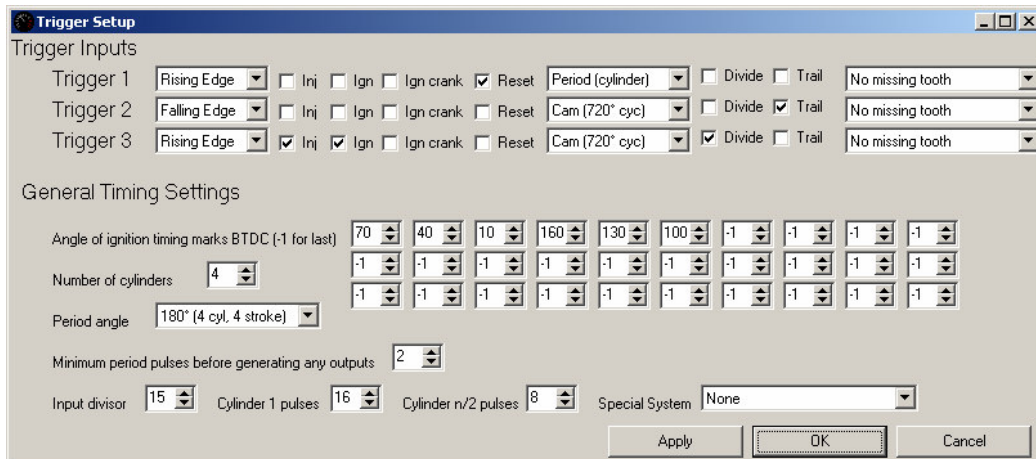 Trigger Setup
Trigger Inputs
Trigger 1 Rising Edge Inj Ign Ign crank Reset Period (cylinder) Divide Trail No missing tooth
Trigger 2 Falling Edge Inj Ign Ign crank Reset Cam (720° cyc) Divide Trail No missing tooth
Trigger 3 Rising Edge Inj Ign Ign crank Reset Cam (720° cyc) Divide Trail No missing tooth
General Timing Settings
Angle of ignition timing marks BTDC (-1 for last) 70 40 10 160 130 100 -1 -1 -1 -1
Number of cylinders 4 -1 -1 -1 -1 -1 -1 -1 -1 -1 -1
-1 -1 -1 -1 -1 -1 -1 -1 -1 -1
Period angle 180° (4 cyl, 4 stroke)
Minimum period pulses before generating any outputs 2
Input divisor 15 Cylinder 1 pulses 16 Cylinder n/2 pulses 8 Special System None
Apply OK Cancel